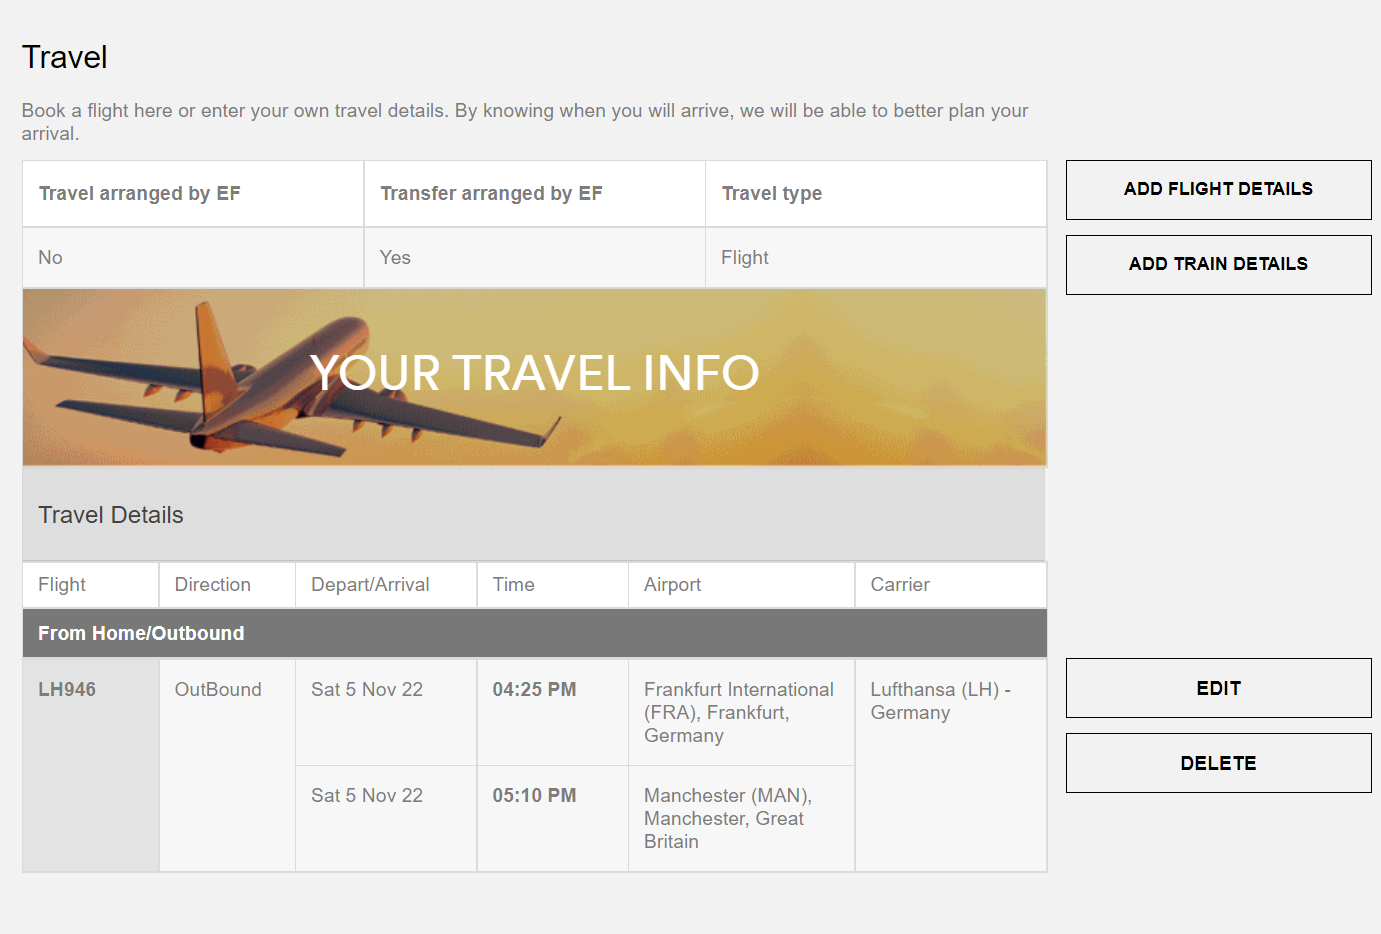 Travel
Book a flight here or enter your own travel details. By knowing when you will arrive, we will be able to better plan your
arrival.
Travel arranged by EF Transfer arranged by EF Travel type
ADD FLIGHT DETAILS
No Yes Flight
ADD TRAIN DETAILS
YOUR TRAVEL INFO
Travel Details
Flight Direction Depart/Arrival Time Airport Carrier
From Home/Outbound
LH946 OutBound Sat 5 Nov 22 04:25 PM Frankfurt International Lufthansa (LH) -
(FRA), Frankfurt, Germany
Germany
EDIT
DELETE
Sat 5 Nov 22 05:10 PM Manchester (MAN),
Manchester, Great
Britain